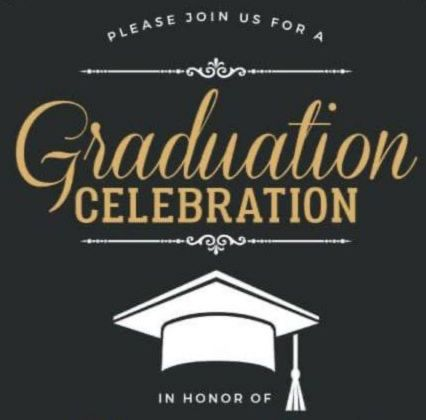 PLEASE JOIN US FOR A
Graduation
CELEBRATION
IN HONOR OF